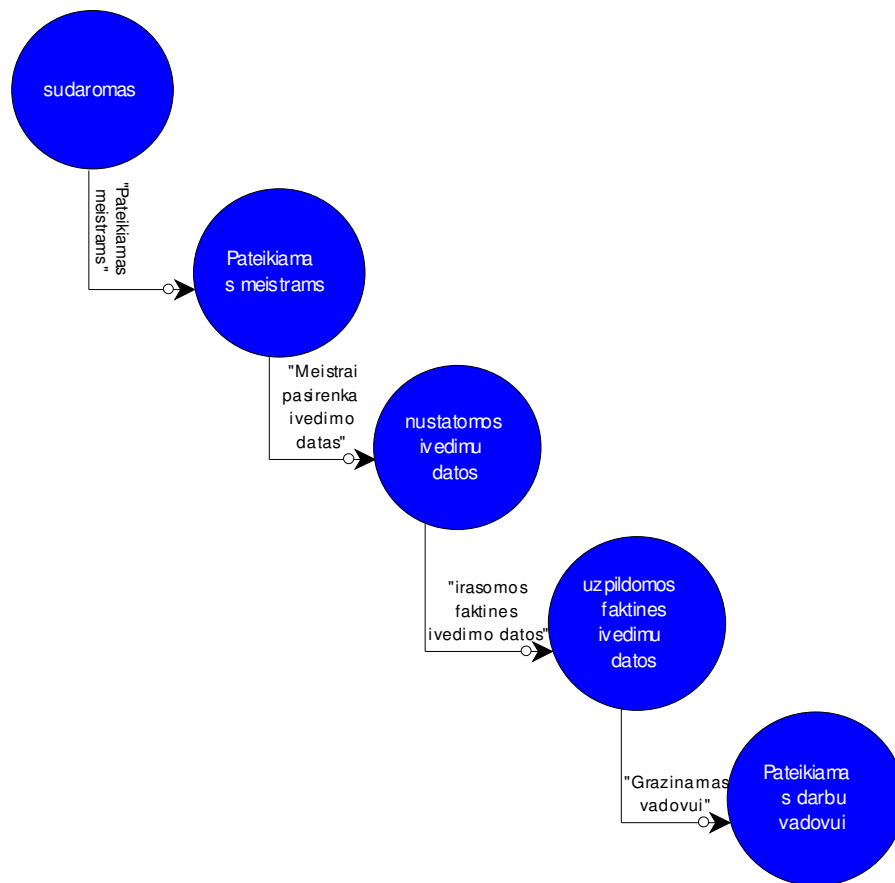 sudaromas
"Pateikiamas
meistrams"
Pateikiama
s meistrams
"Meistrai
pasirenka
ivedimo
datas"
nustatomos
ivedimu
datos
"irasomos
faktines
ivedimo datos"
uzpildomos
faktines
ivedimu
datos
"Grazinamas
vadovui"
Pateikiama
s darbu
vadovui